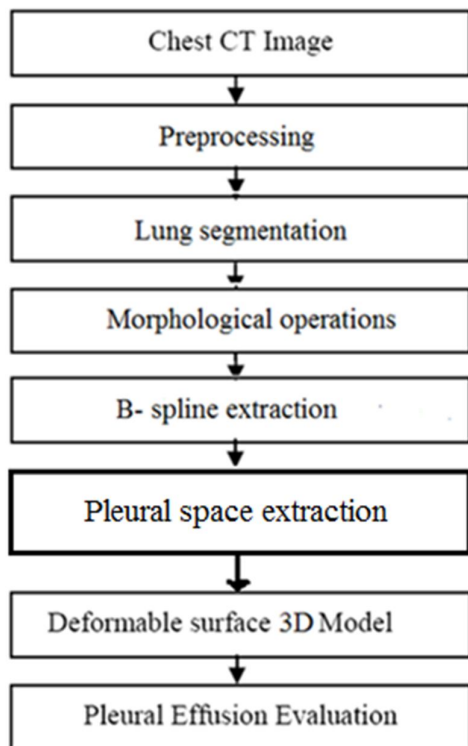 Chest CT Image
Preprocessing
Lung segmentation
Morphological operations
B- spline extraction
Pleural space extraction
Deformable surface 3D Model
Pleural Effusion Evaluation